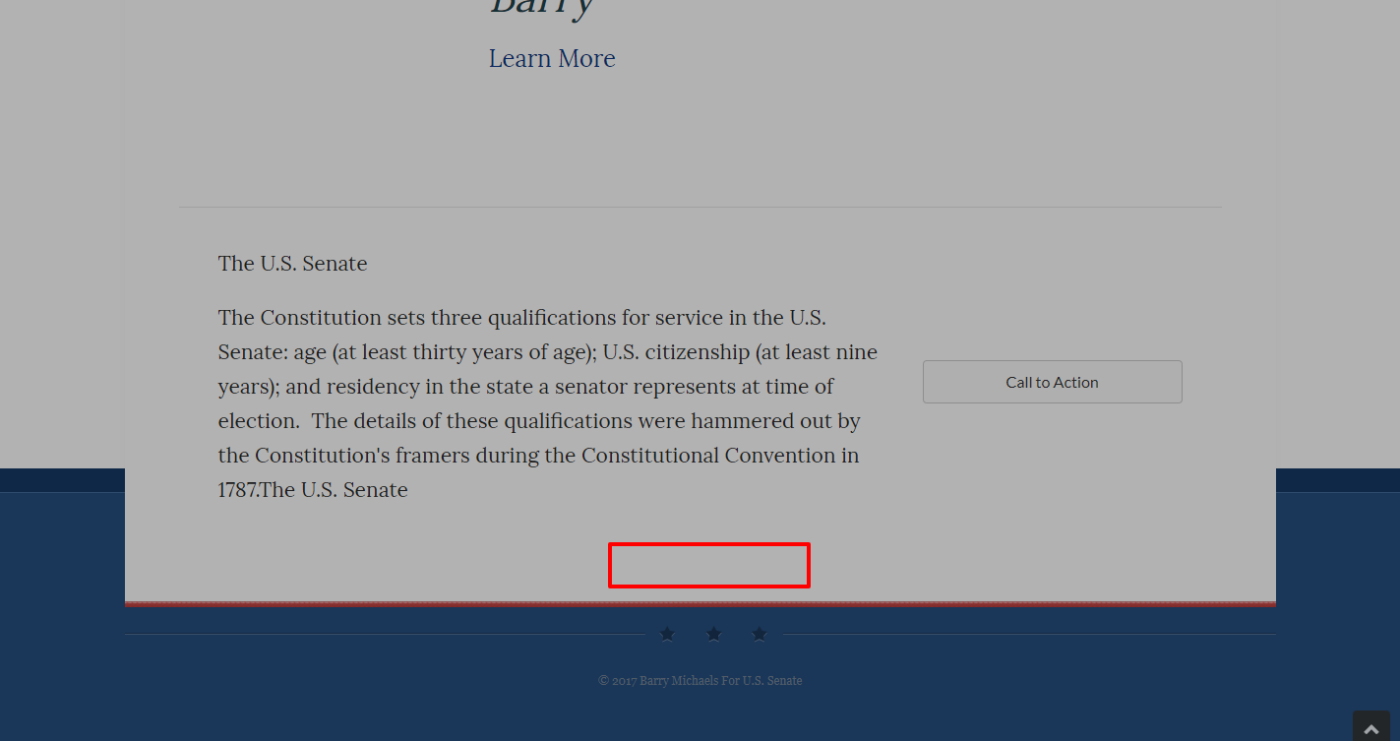 Barry
Learn More
The U.S. Senate
The Constitution sets three qualifications for service in the U.S.
Senate: age (at least thirty years of age); U.S. citizenship (at least nine
years); and residency in the state a senator represents at time of
election.  The details of these qualifications were hammered out by
the Constitution's framers during the Constitutional Convention in
1787.The U.S. Senate
Call to Action
© 2017 Barry Michaels For U.S. Senate